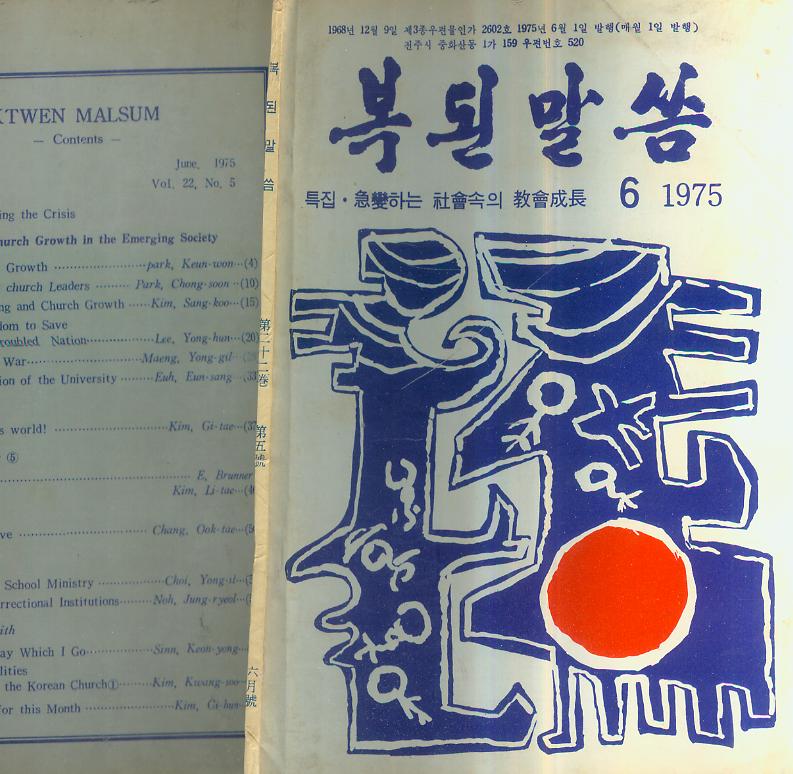 KTWEN MALSUM
— Contents —
June, 1975
Vol. 22, No. 5
ing the Crisis
hurch Growth in the Emerging Society
Growth park, Keun-won (4)
church Leaders Park, Chong-soon (10)
ng and Church Growth Kim, Sang-koo (15)
dom to Save
roubled Nation Lee, Yong-hun (20)
War Maeng, Yong-gil
ion of the University Euh, Eun-sang (33)
s world! Kim, Gi-tae (37
⑤
E, Brunner
Kim, Li-tae
ve Chang, Ook-tae
School Ministry Choi, Yong-il
rrectional Institutions Noh, Jung-ryeol
ith
ay Which I Go Sinn, Keon-yong
lities
the Korean Church① Kim, Kwang-soo
for this Month Kim, Gi-hun
복된말씀
第二十二巻 第五號
六月號
1968년 12월 9일 제3종우편물인가 2602호 1975년 6월 1일 발행(매월 1일 발행)
전주시 중화산동 1가 159 우편번호 520
복된말씀
특집·急變하는 社會속의 敎會成長 6 1975